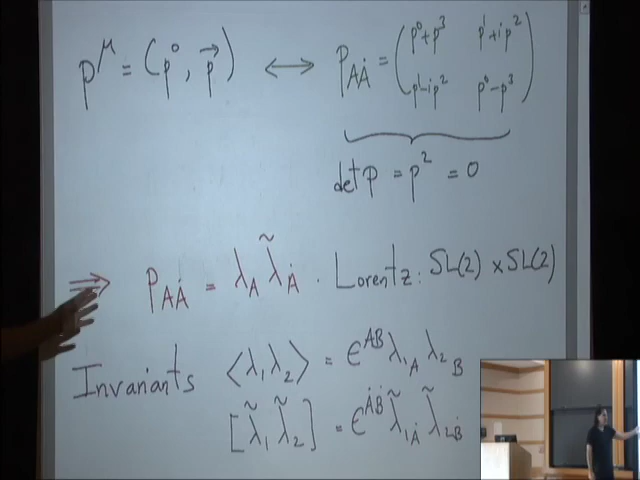 p^μ = (p^0, p⃗) ⟷ P_{AȦ} = ( p^0+p^3  p^1+ip^2
p^1-ip^2  p^0-p^3 )
det P = p^2 = 0
⟹ P_{AȦ} = λ_A λ̃_Ȧ . Lorentz: SL(2) × SL(2)
Invariants ⟨λ_1 λ_2⟩ = ε^{AB} λ_{1A} λ_{2B}
[λ̃_1 λ̃_2] = ε^{ȦḂ} λ̃_{1Ȧ} λ̃_{2Ḃ}